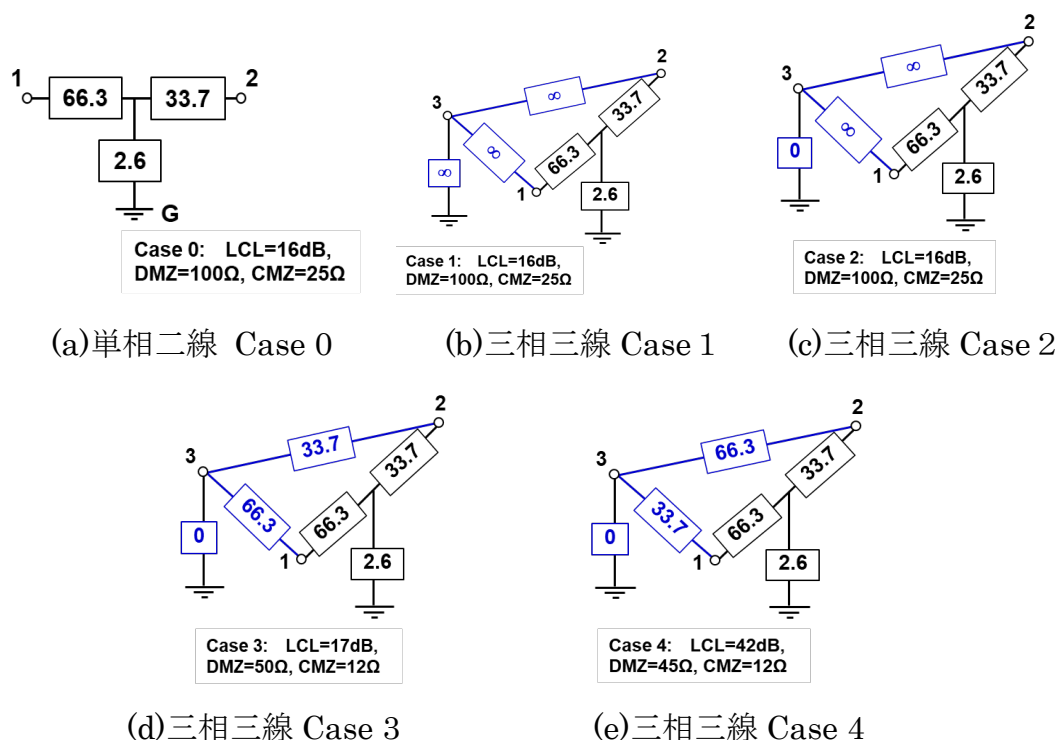 1
66.3
33.7
2
2.6
G
Case 0: LCL=16dB,
DMZ=100Ω, CMZ=25Ω
(a)単相二線 Case 0
2
3
∞
33.7
∞
66.3
∞
1
2.6
Case 1: LCL=16dB,
DMZ=100Ω, CMZ=25Ω
(b)三相三線 Case 1
2
3
∞
33.7
0
∞
66.3
1
2.6
Case 2: LCL=16dB,
DMZ=100Ω, CMZ=25Ω
(c)三相三線 Case 2
2
3
33.7
33.7
66.3
66.3
0
1
2.6
Case 3: LCL=17dB,
DMZ=50Ω, CMZ=12Ω
(d)三相三線 Case 3
2
3
66.3
33.7
33.7
66.3
0
1
2.6
Case 4: LCL=42dB,
DMZ=45Ω, CMZ=12Ω
(e)三相三線 Case 4